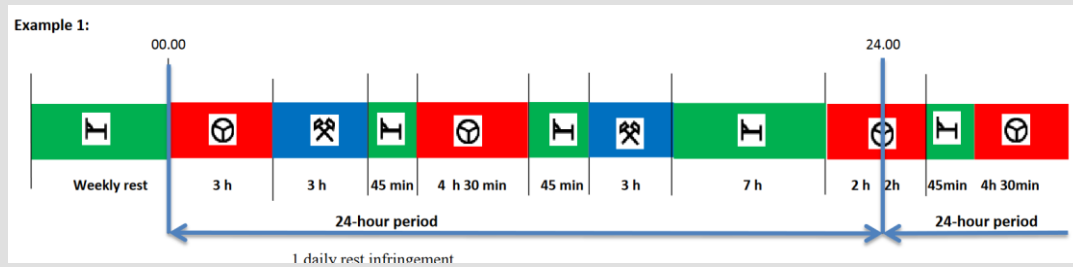 Example 1:
00.00
24.00
Weekly rest 3 h 3 h 45 min 4 h 30 min 45 min 3 h 7 h 2 h 2h 45min 4h 30min
24-hour period 24-hour period
1 daily rest infringement